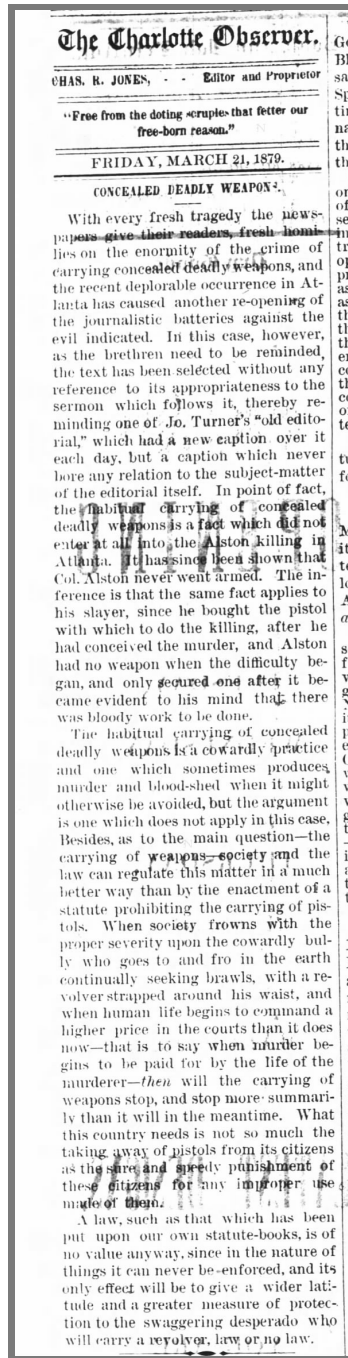 The Charlotte Observer.
CHAS. R. JONES, - - Editor and Proprietor
"Free from the doting scruples that fetter our
free-born reason."
FRIDAY, MARCH 21, 1879.
CONCEALED DEADLY WEAPONS.
With every fresh tragedy the news-
papers give their readers, fresh homi-
lies on the enormity of the crime of
carrying concealed deadly weapons, and
the recent deplorable occurrence in At-
lanta has caused another re-opening of
the journalistic batteries against the
evil indicated. In this case, however,
as the brethren need to be reminded,
the text has been selected without any
reference to its appropriateness to the
sermon which follows it, thereby re-
minding one of Jo. Turner's "old edito-
rial," which had a new caption over it
each day, but a caption which never
bore any relation to the subject-matter
of the editorial itself. In point of fact,
the habitual carrying of concealed
deadly weapons is a fact which did not
enter at all into the Alston killing in
Atlanta. It has since been shown that
Col. Alston never went armed. The in-
ference is that the same fact applies to
his slayer, since he bought the pistol
with which to do the killing, after he
had conceived the murder, and Alston
had no weapon when the difficulty be-
gan, and only secured one after it be-
came evident to his mind that there
was bloody work to be done.
The habitual carrying of concealed
deadly weapons is a cowardly practice
and one which sometimes produces
murder and blood-shed when it might
otherwise be avoided, but the argument
is one which does not apply in this case.
Besides, as to the main question—the
carrying of weapons—society and the
law can regulate this matter in a much
better way than by the enactment of a
statute prohibiting the carrying of pis-
tols. When society frowns with the
proper severity upon the cowardly bul-
ly who goes to and fro in the earth
continually seeking brawls, with a re-
volver strapped around his waist, and
when human life begins to command a
higher price in the courts than it does
now—that is to say when murder be-
gins to be paid for by the life of the
murderer—then will the carrying of
weapons stop, and stop more summari-
ly than it will in the meantime. What
this country needs is not so much the
taking away of pistols from its citizens
as the sure and speedy punishment of
these citizens for any improper use
made of them.
A law, such as that which has been
put upon our own statute-books, is of
no value anyway, since in the nature of
things it can never be enforced, and its
only effect will be to give a wider lati-
tude and a greater measure of protec-
tion to the swaggering desperado who
will carry a revolver, law or no law.